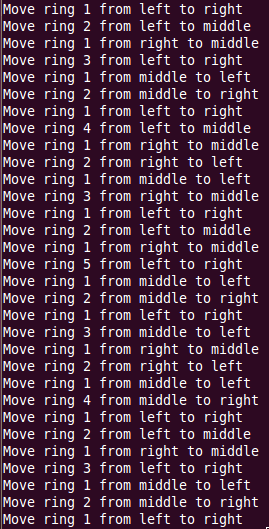 Move ring 1 from left to right
Move ring 2 from left to middle
Move ring 1 from right to middle
Move ring 3 from left to right
Move ring 1 from middle to left
Move ring 2 from middle to right
Move ring 1 from left to right
Move ring 4 from left to middle
Move ring 1 from right to middle
Move ring 2 from right to left
Move ring 1 from middle to left
Move ring 3 from right to middle
Move ring 1 from left to right
Move ring 2 from left to middle
Move ring 1 from right to middle
Move ring 5 from left to right
Move ring 1 from middle to left
Move ring 2 from middle to right
Move ring 1 from left to right
Move ring 3 from middle to left
Move ring 1 from right to middle
Move ring 2 from right to left
Move ring 1 from middle to left
Move ring 4 from middle to right
Move ring 1 from left to right
Move ring 2 from left to middle
Move ring 1 from right to middle
Move ring 3 from left to right
Move ring 1 from middle to left
Move ring 2 from middle to right
Move ring 1 from left to right